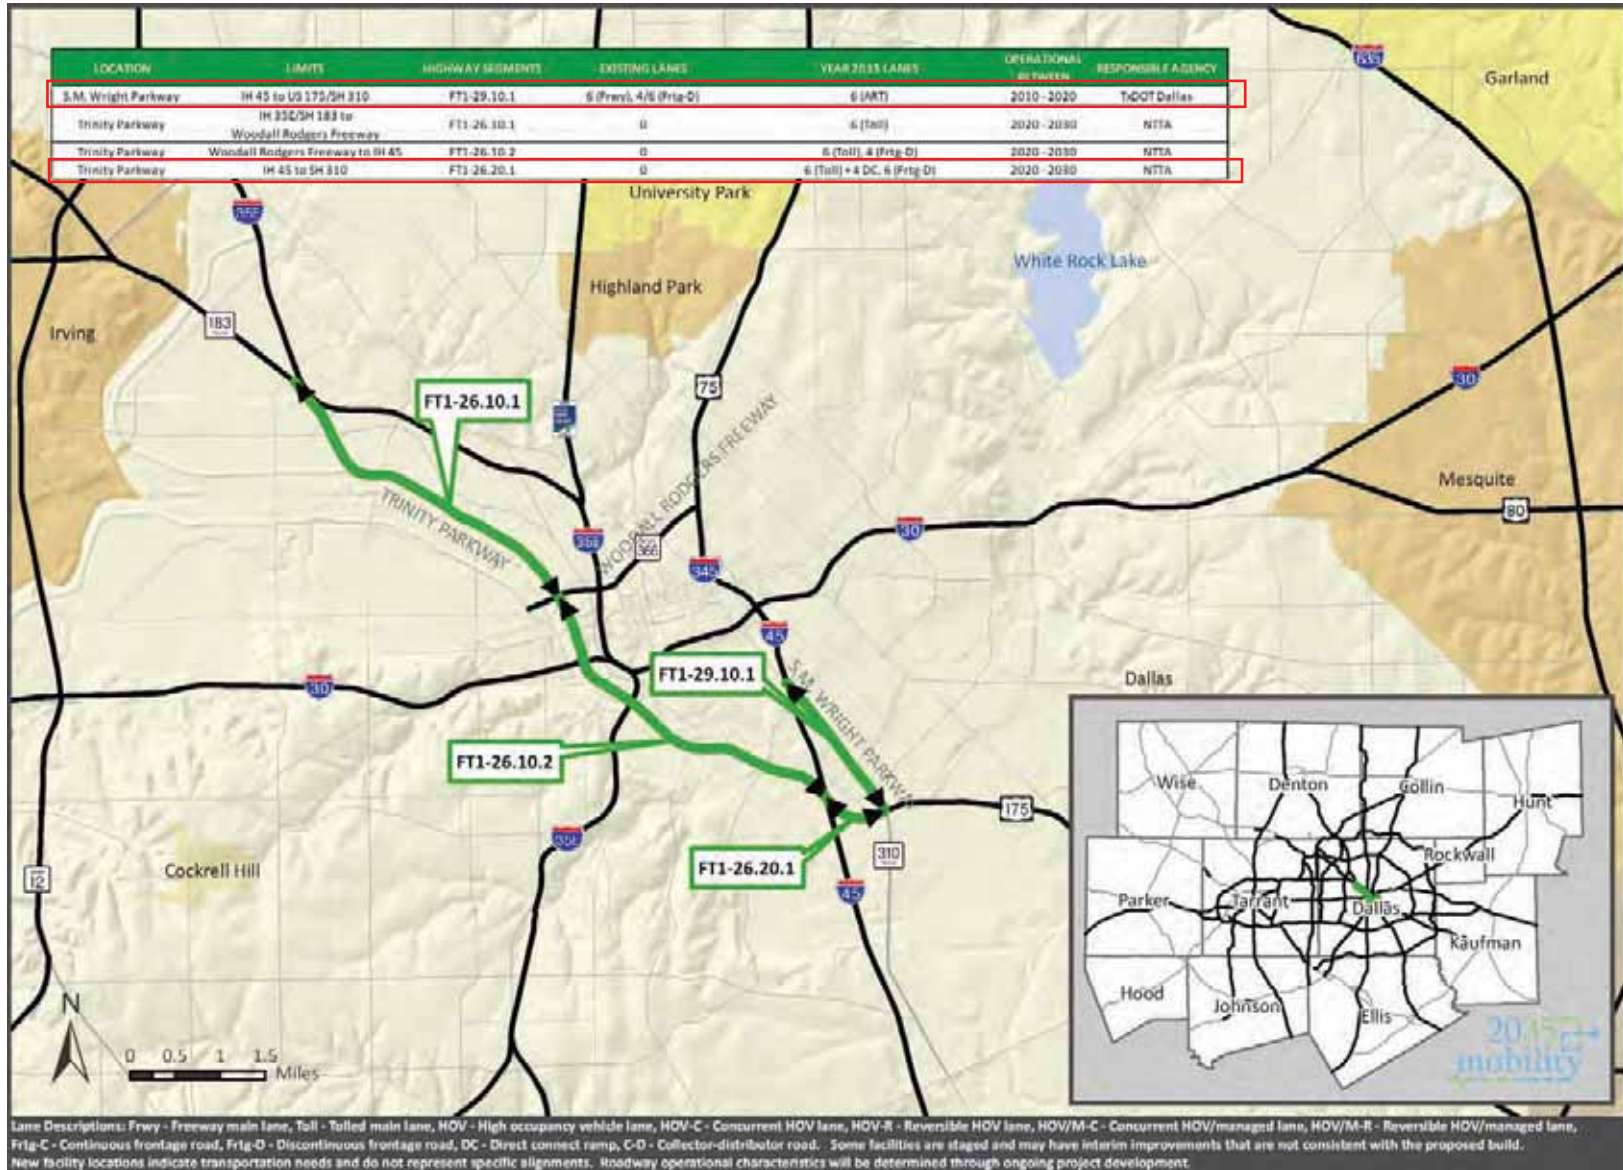 LOCATION LIMITS HIGHWAY SEGMENTS EXISTING LANES YEAR 2035 LANES OPERATIONAL BETWEEN RESPONSIBLE AGENCY
S.M. Wright Parkway IH 45 to US 175/SH 310 FT1-29.10.1 6 (Frwy), 4/6 (Frtg-D) 6 (ART) 2010 - 2020 TxDOT Dallas
Trinity Parkway IH 35E/SH 183 to Woodall Rodgers Freeway FT1-26.10.1 0 6 (Toll) 2020 - 2030 NTTA
Trinity Parkway Woodall Rodgers Freeway to IH 45 FT1-26.10.2 0 6 (Toll), 4 (Frtg-D) 2020 - 2030 NTTA
Trinity Parkway IH 45 to SH 310 FT1-26.20.1 0 6 (Toll) + 4 DC, 6 (Frtg-D) 2020 - 2030 NTTA
635
Garland
University Park
White Rock Lake
Highland Park
183
Irving
30
75
FT1-26.10.1
Mesquite
80
TRINITY PARKWAY
WOODALL RODGERS FREEWAY
35E
366
30
345
45
FT1-29.10.1
Dallas
30
S.M. WRIGHT PARKWAY
FT1-26.10.2
175
35E
310
FT1-26.20.1
Cockrell Hill
12
45
Wise
Denton
Collin
Hunt
Rockwall
Parker
Tarrant
Dallas
Kaufman
Hood
Johnson
Ellis
mobility
N
0 0.5 1 1.5
Miles
Lane Descriptions: Frwy - Freeway main lane, Toll - Tolled main lane, HOV - High occupancy vehicle lane, HOV-C - Concurrent HOV lane, HOV-R - Reversible HOV lane, HOV/M-C - Concurrent HOV/managed lane, HOV/M-R - Reversible HOV/managed lane,
Frtg-C - Continuous frontage road, Frtg-D - Discontinuous frontage road, DC - Direct connect ramp, C-D - Collector-distributor road. Some facilities are staged and may have interim improvements that are not consistent with the proposed build.
New facility locations indicate transportation needs and do not represent specific alignments. Roadway operational characteristics will be determined through ongoing project development.